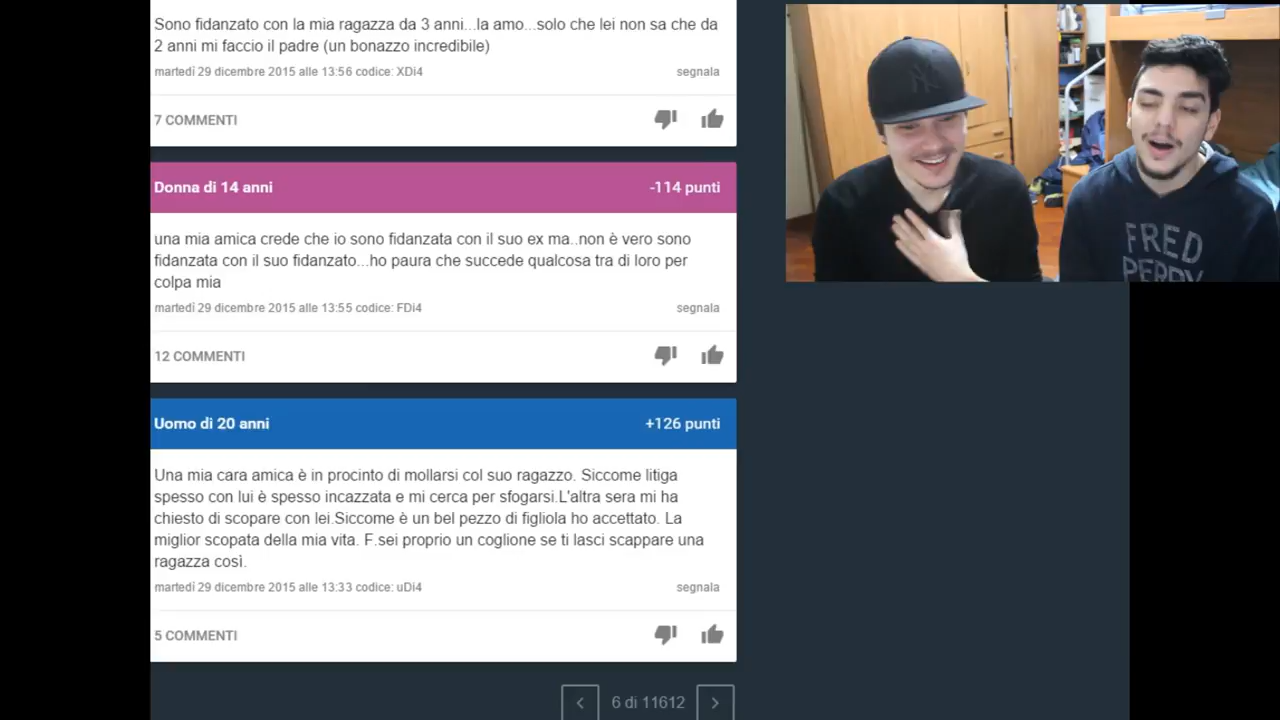 Sono fidanzato con la mia ragazza da 3 anni...la amo...solo che lei non sa che da
2 anni mi faccio il padre (un bonazzo incredibile)
martedì 29 dicembre 2015 alle 13:56 codice: XDi4 segnala
7 COMMENTI
Donna di 14 anni -114 punti
una mia amica crede che io sono fidanzata con il suo ex ma..non è vero sono
fidanzata con il suo fidanzato...ho paura che succede qualcosa tra di loro per
colpa mia
martedì 29 dicembre 2015 alle 13:55 codice: FDi4 segnala
12 COMMENTI
Uomo di 20 anni +126 punti
Una mia cara amica è in procinto di mollarsi col suo ragazzo. Siccome litiga
spesso con lui è spesso incazzata e mi cerca per sfogarsi.L'altra sera mi ha
chiesto di scopare con lei.Siccome è un bel pezzo di figliola ho accettato. La
miglior scopata della mia vita. F.sei proprio un coglione se ti lasci scappare una
ragazza così.
martedì 29 dicembre 2015 alle 13:33 codice: uDi4 segnala
5 COMMENTI
6 di 11612
FRED
PERRY